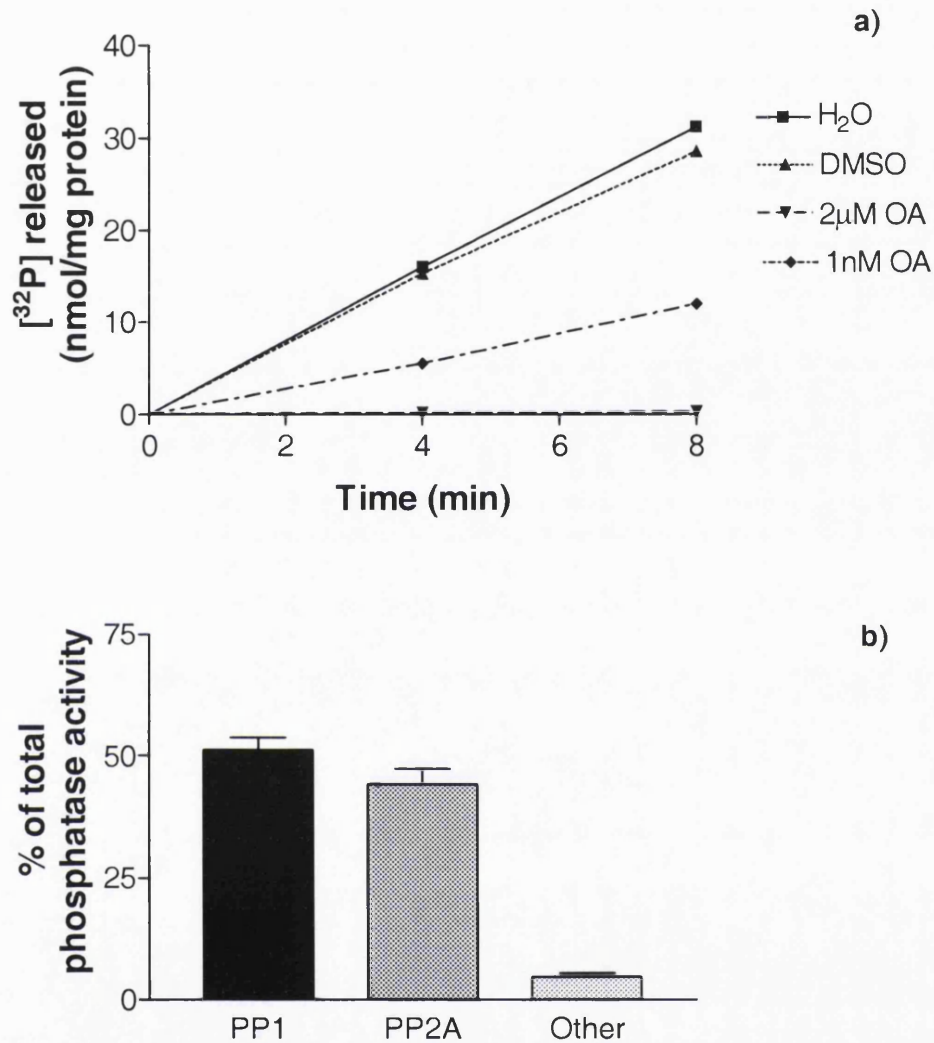 a)
40
30
20
10
0
[³²P] released
(nmol/mg protein)
0 2 4 6 8
Time (min)
H₂O
DMSO
2µM OA
1nM OA
b)
75
50
25
0
% of total
phosphatase activity
PP1 PP2A Other